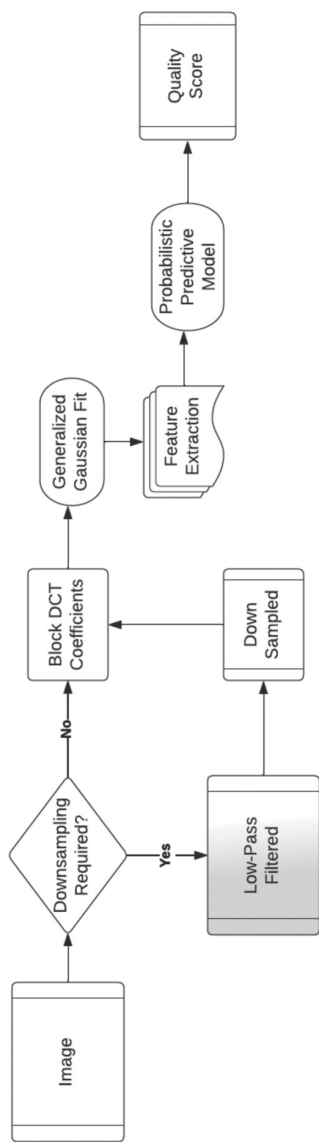 Image
Downsampling
Required?
No
Yes
Low-Pass
Filtered
Down
Sampled
Block DCT
Coefficients
Generalized
Gaussian Fit
Feature
Extraction
Probabilistic
Predictive
Model
Quality
Score